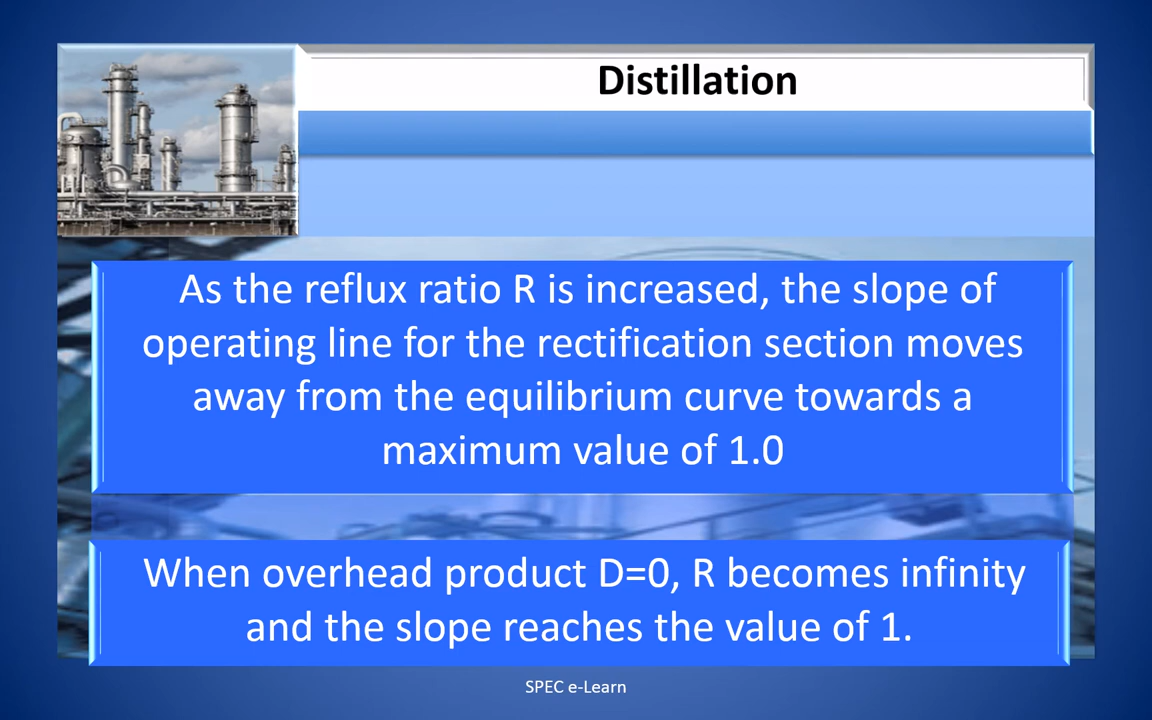 Distillation
As the reflux ratio R is increased, the slope of
operating line for the rectification section moves
away from the equilibrium curve towards a
maximum value of 1.0
When overhead product D=0, R becomes infinity
and the slope reaches the value of 1.
SPEC e-Learn